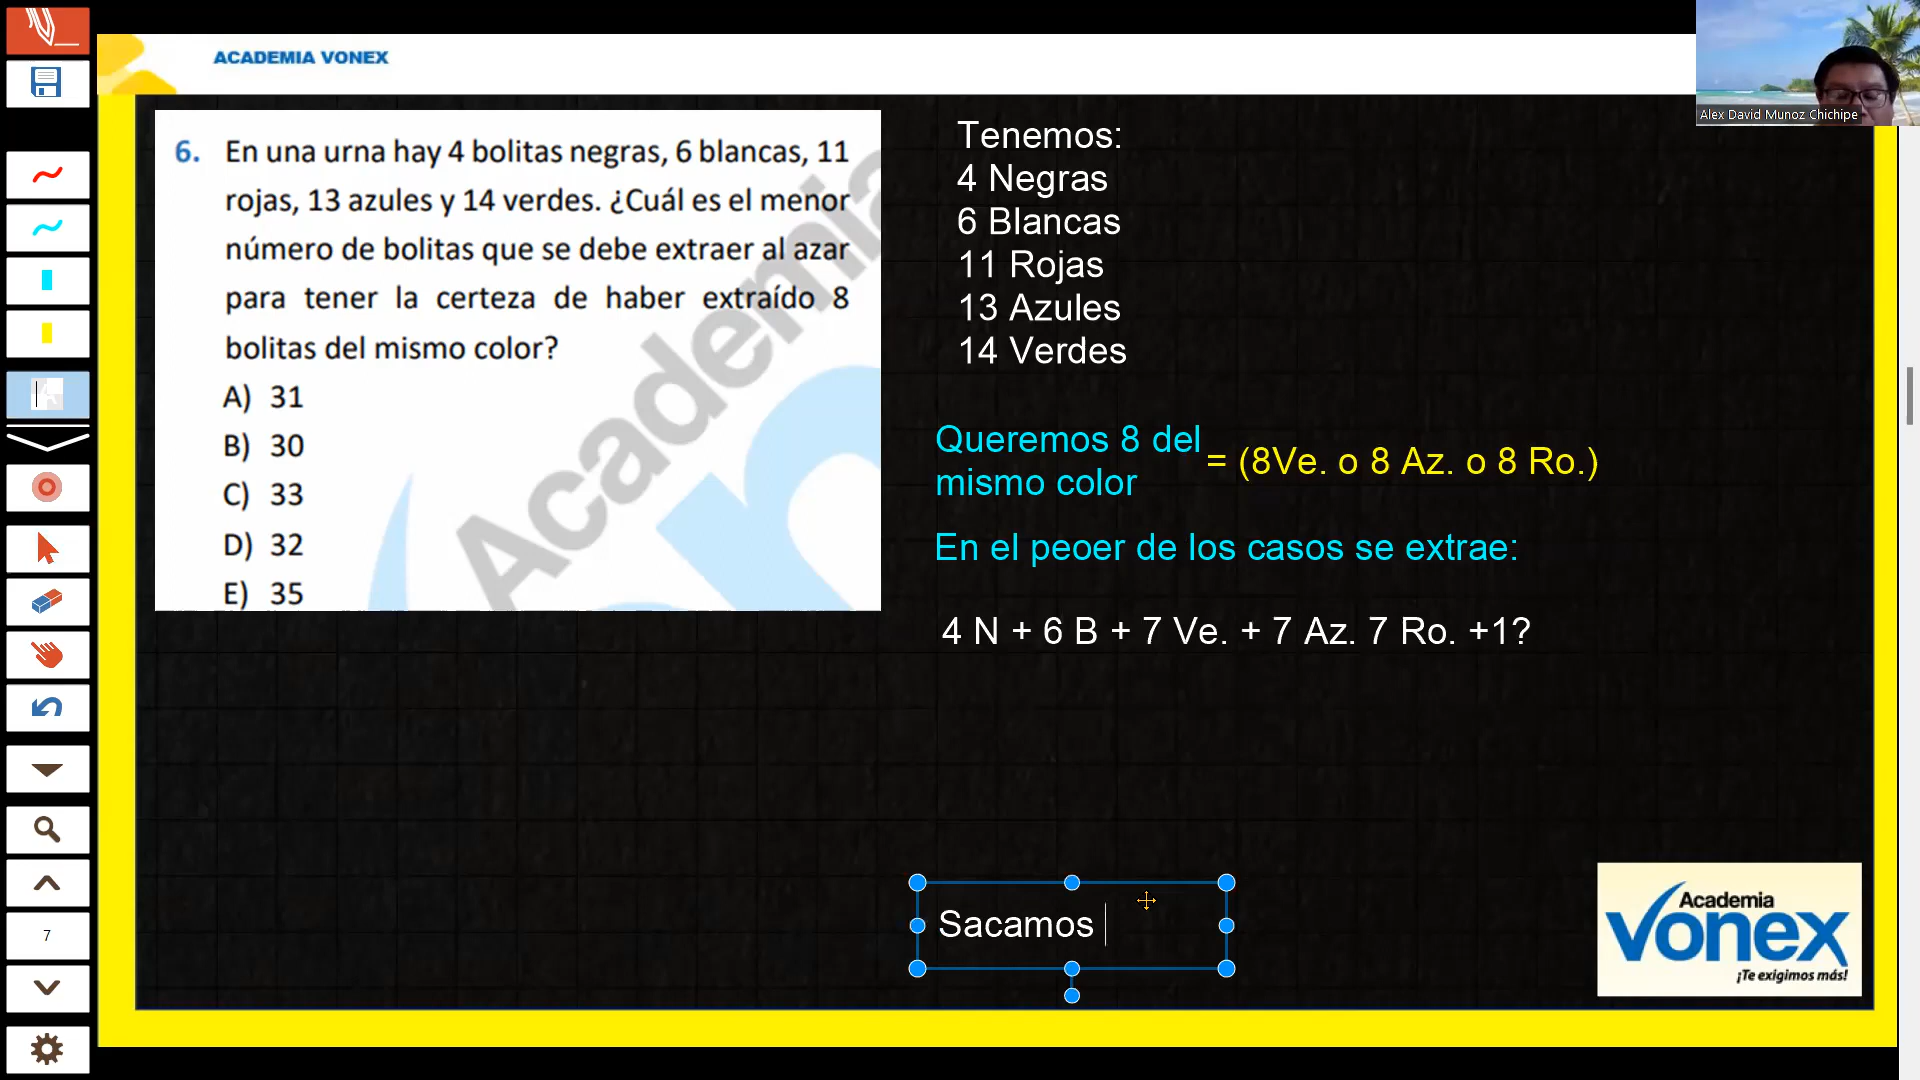 ACADEMIA VONEX
Alex David Munoz Chichipe
6. En una urna hay 4 bolitas negras, 6 blancas, 11
rojas, 13 azules y 14 verdes. ¿Cuál es el menor
número de bolitas que se debe extraer al azar
para tener la certeza de haber extraído 8
bolitas del mismo color?
A) 31
B) 30
C) 33
D) 32
E) 35
Academia
Tenemos:
4 Negras
6 Blancas
11 Rojas
13 Azules
14 Verdes
Queremos 8 del
mismo color
= (8Ve. o 8 Az. o 8 Ro.)
En el peoer de los casos se extrae:
4 N + 6 B + 7 Ve. + 7 Az. 7 Ro. +1?
Sacamos
Academia
vonex
¡Te exigimos más!
7